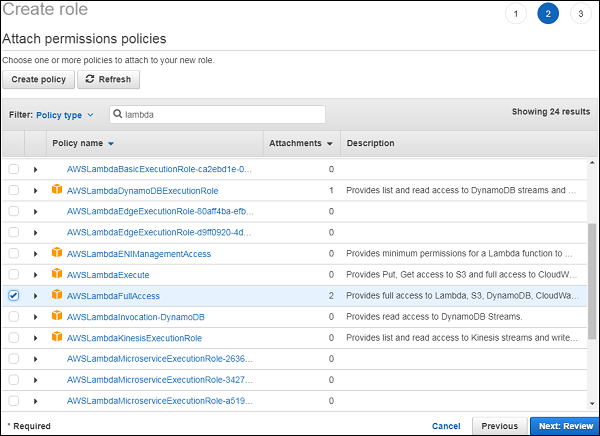 Create role
1 2 3
Attach permissions policies
Choose one or more policies to attach to your new role.
Create policy Refresh
Filter: Policy type lambda Showing 24 results
Policy name Attachments Description
AWSLambdaBasicExecutionRole-ca2ebd1e-0... 0
AWSLambdaDynamoDBExecutionRole 1 Provides list and read access to DynamoDB streams and ...
AWSLambdaEdgeExecutionRole-80aff4ba-efb... 0
AWSLambdaEdgeExecutionRole-d9ff0920-4d... 0
AWSLambdaENIManagementAccess 0 Provides minimum permissions for a Lambda function to ...
AWSLambdaExecute 0 Provides Put, Get access to S3 and full access to CloudW...
AWSLambdaFullAccess 2 Provides full access to Lambda, S3, DynamoDB, CloudWa...
AWSLambdaInvocation-DynamoDB 0 Provides read access to DynamoDB Streams.
AWSLambdaKinesisExecutionRole 0 Provides list and read access to Kinesis streams and write...
AWSLambdaMicroserviceExecutionRole-2636... 0
AWSLambdaMicroserviceExecutionRole-3427... 0
AWSLambdaMicroserviceExecutionRole-a519... 0
* Required Cancel Previous Next: Review